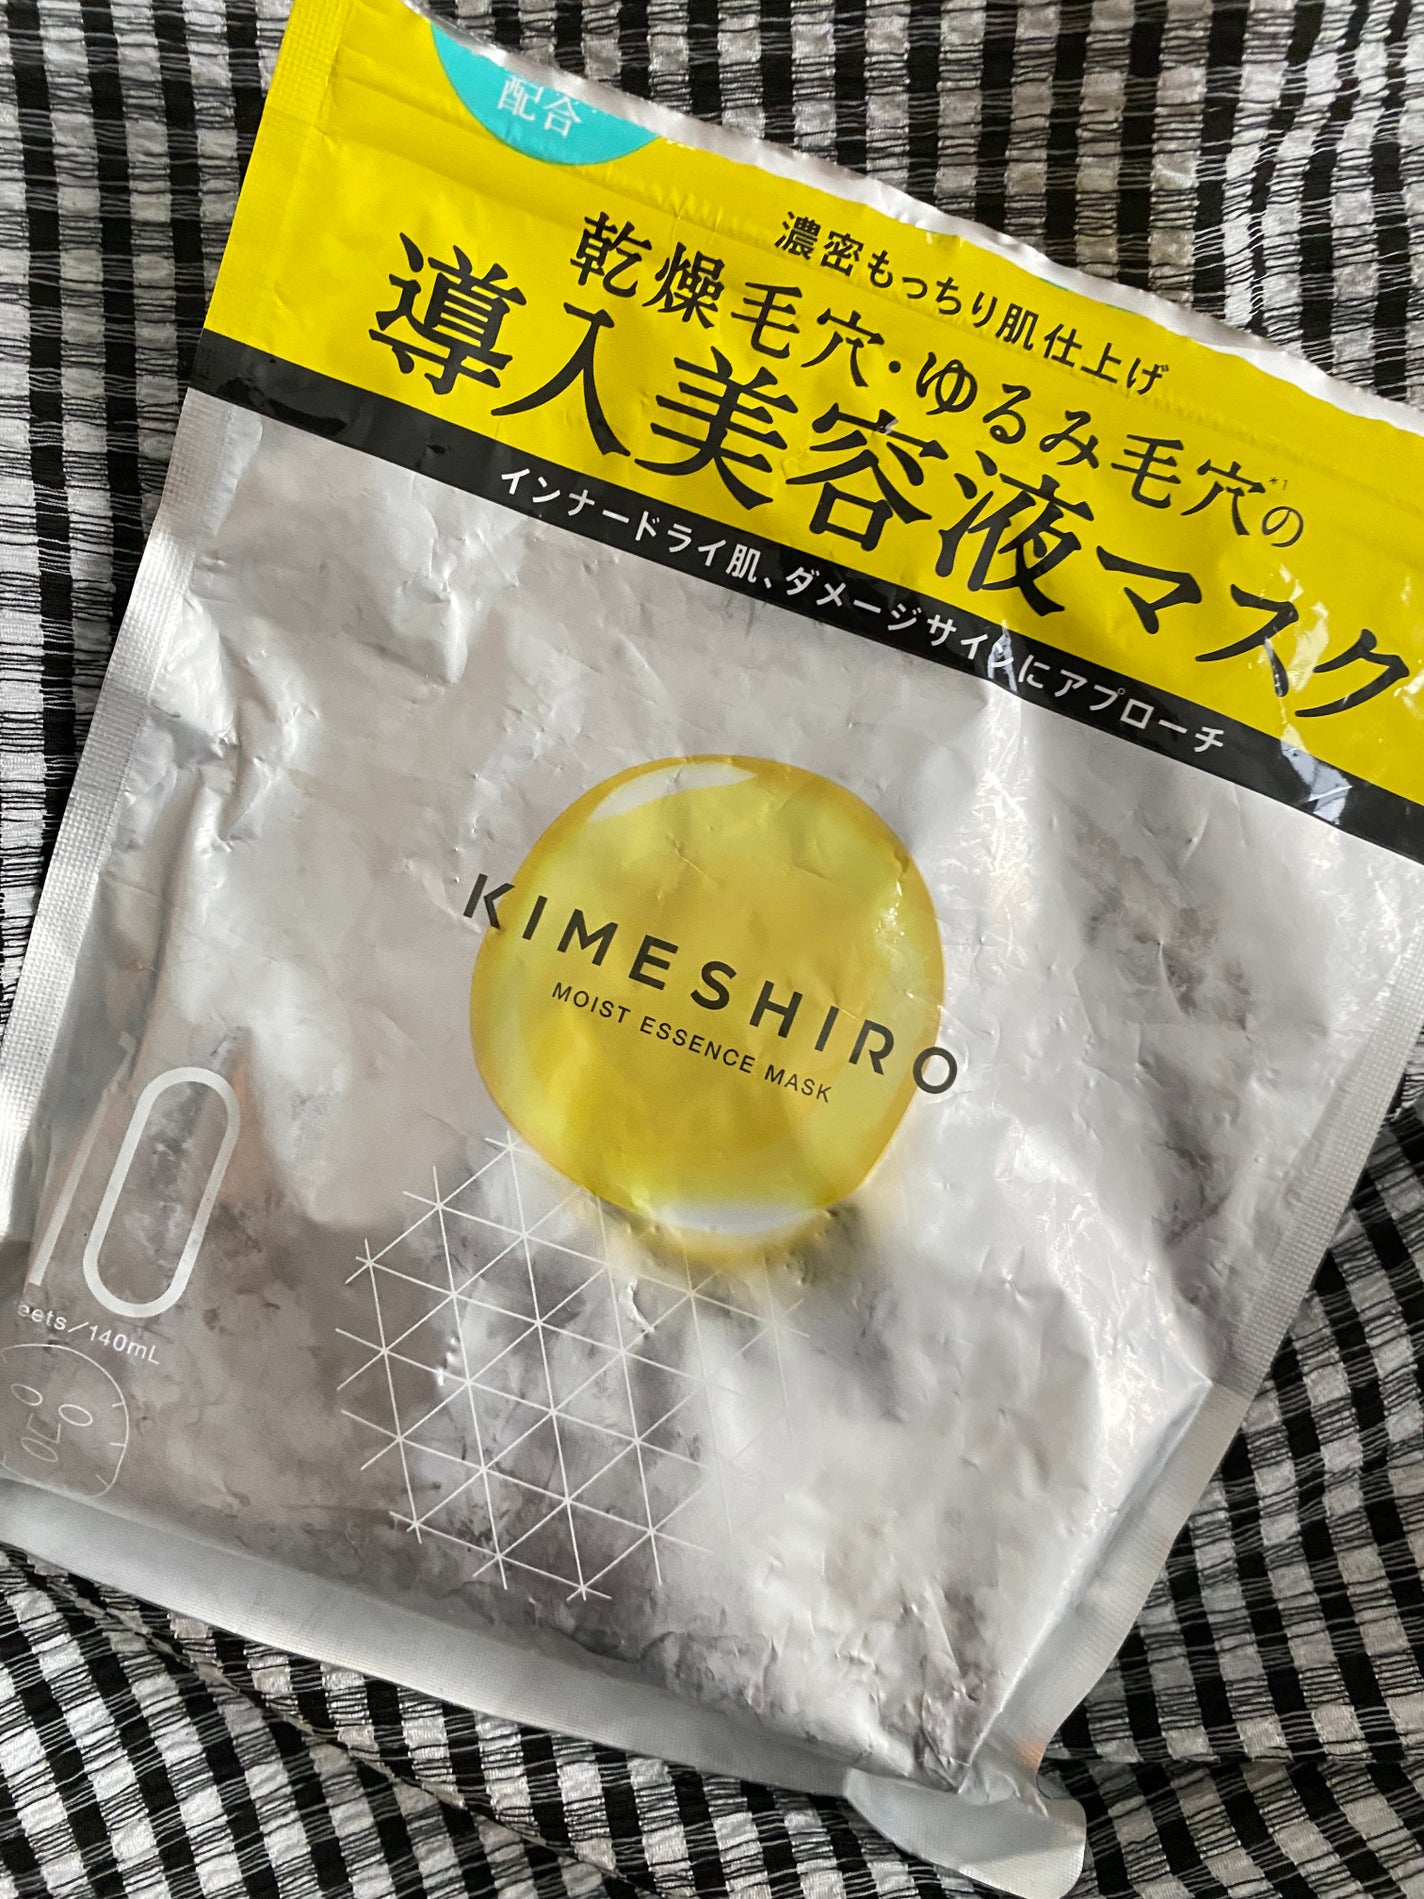 配合
濃密もっちり肌仕上げ
乾燥毛穴・ゆるみ毛穴*1の
導入美容液マスク
インナードライ肌、ダメージサインにアプローチ
KIMESHIRO
MOIST ESSENCE MASK
10
eets/140mL